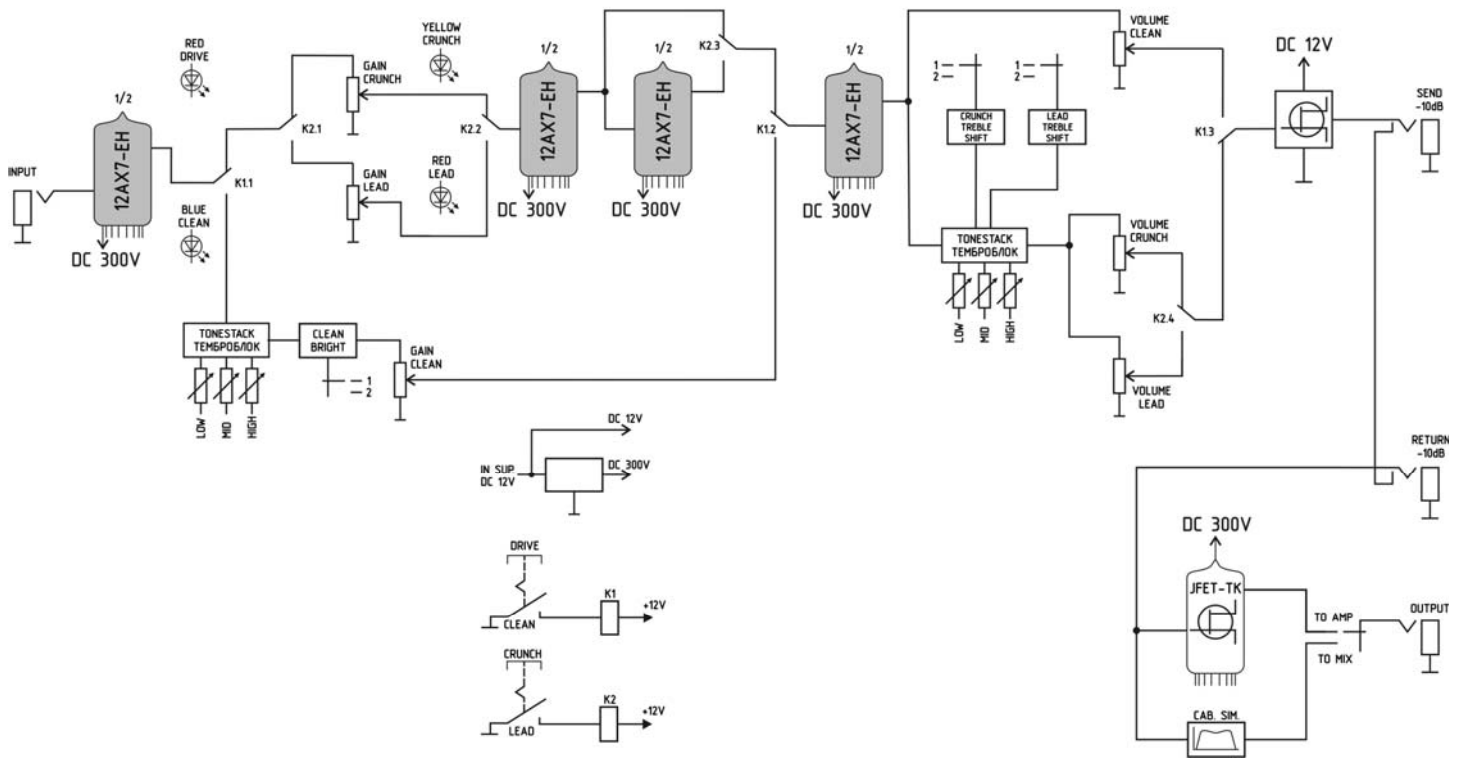 RED
DRIVE
1/2
12AX7-EH
INPUT
DC 300V
BLUE
CLEAN
K1.1
K2.1
GAIN
CRUNCH
GAIN
LEAD
YELLOW
CRUNCH
RED
LEAD
K2.2
1/2
12AX7-EH
DC 300V
1/2
12AX7-EH
DC 300V
K2.3
K1.2
1/2
12AX7-EH
DC 300V
1
2
CRUNCH
TREBLE
SHIFT
1
2
LEAD
TREBLE
SHIFT
VOLUME
CLEAN
K1.3
DC 12V
SEND
-10dB
TONESTACK
ТЕМБРОБЛОК
LOW
MID
HIGH
VOLUME
CRUNCH
K2.4
VOLUME
LEAD
TONESTACK
ТЕМБРОБЛОК
LOW
MID
HIGH
CLEAN
BRIGHT
1
2
GAIN
CLEAN
DC 12V
IN SUP.
DC 12V
DC 300V
RETURN
-10dB
DRIVE
CLEAN
K1
+12V
CRUNCH
LEAD
K2
+12V
DC 300V
JFET-TK
TO AMP
TO MIX
OUTPUT
CAB. SIM.